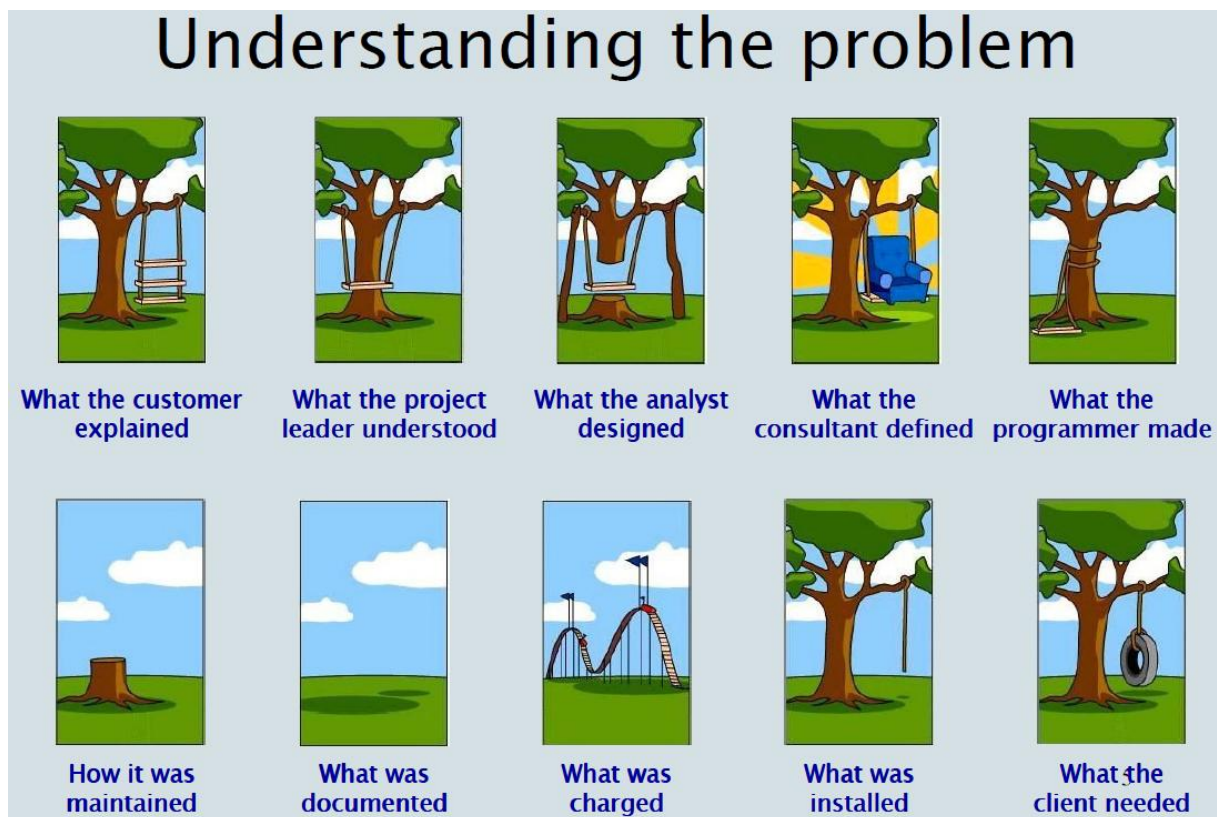 Understanding the problem
What the customer
explained
What the project
leader understood
What the analyst
designed
What the
consultant defined
What the
programmer made
How it was
maintained
What was
documented
What was
charged
What was
installed
What the
client needed
5